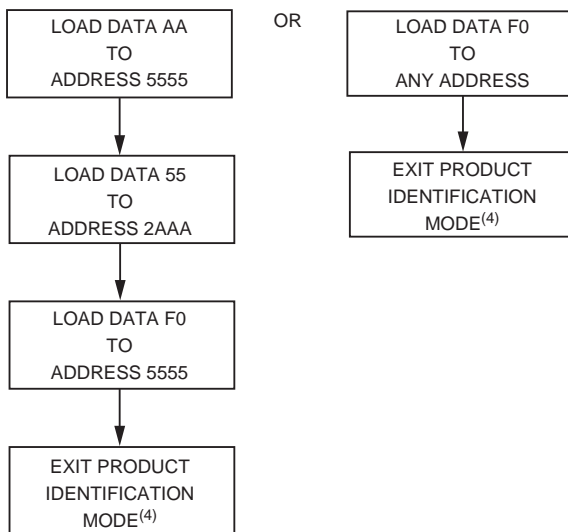 LOAD DATA AA
TO
ADDRESS 5555
LOAD DATA 55
TO
ADDRESS 2AAA
LOAD DATA F0
TO
ADDRESS 5555
EXIT PRODUCT
IDENTIFICATION
MODE(4)
OR
LOAD DATA F0
TO
ANY ADDRESS
EXIT PRODUCT
IDENTIFICATION
MODE(4)